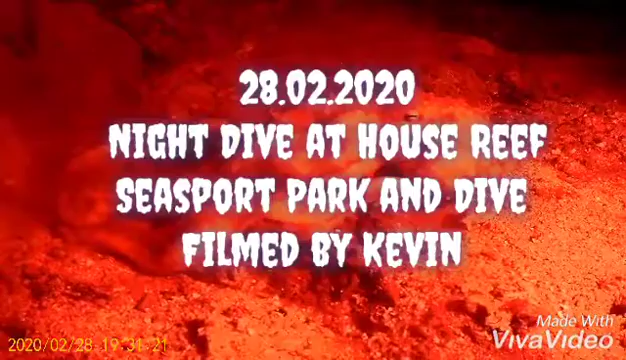 28.02.2020
NIGHT DIVE AT HOUSE REEF
SEASPORT PARK AND DIVE
FILMED BY KEVIN
2020/02/28 19:31:21
Made With
VivaVideo